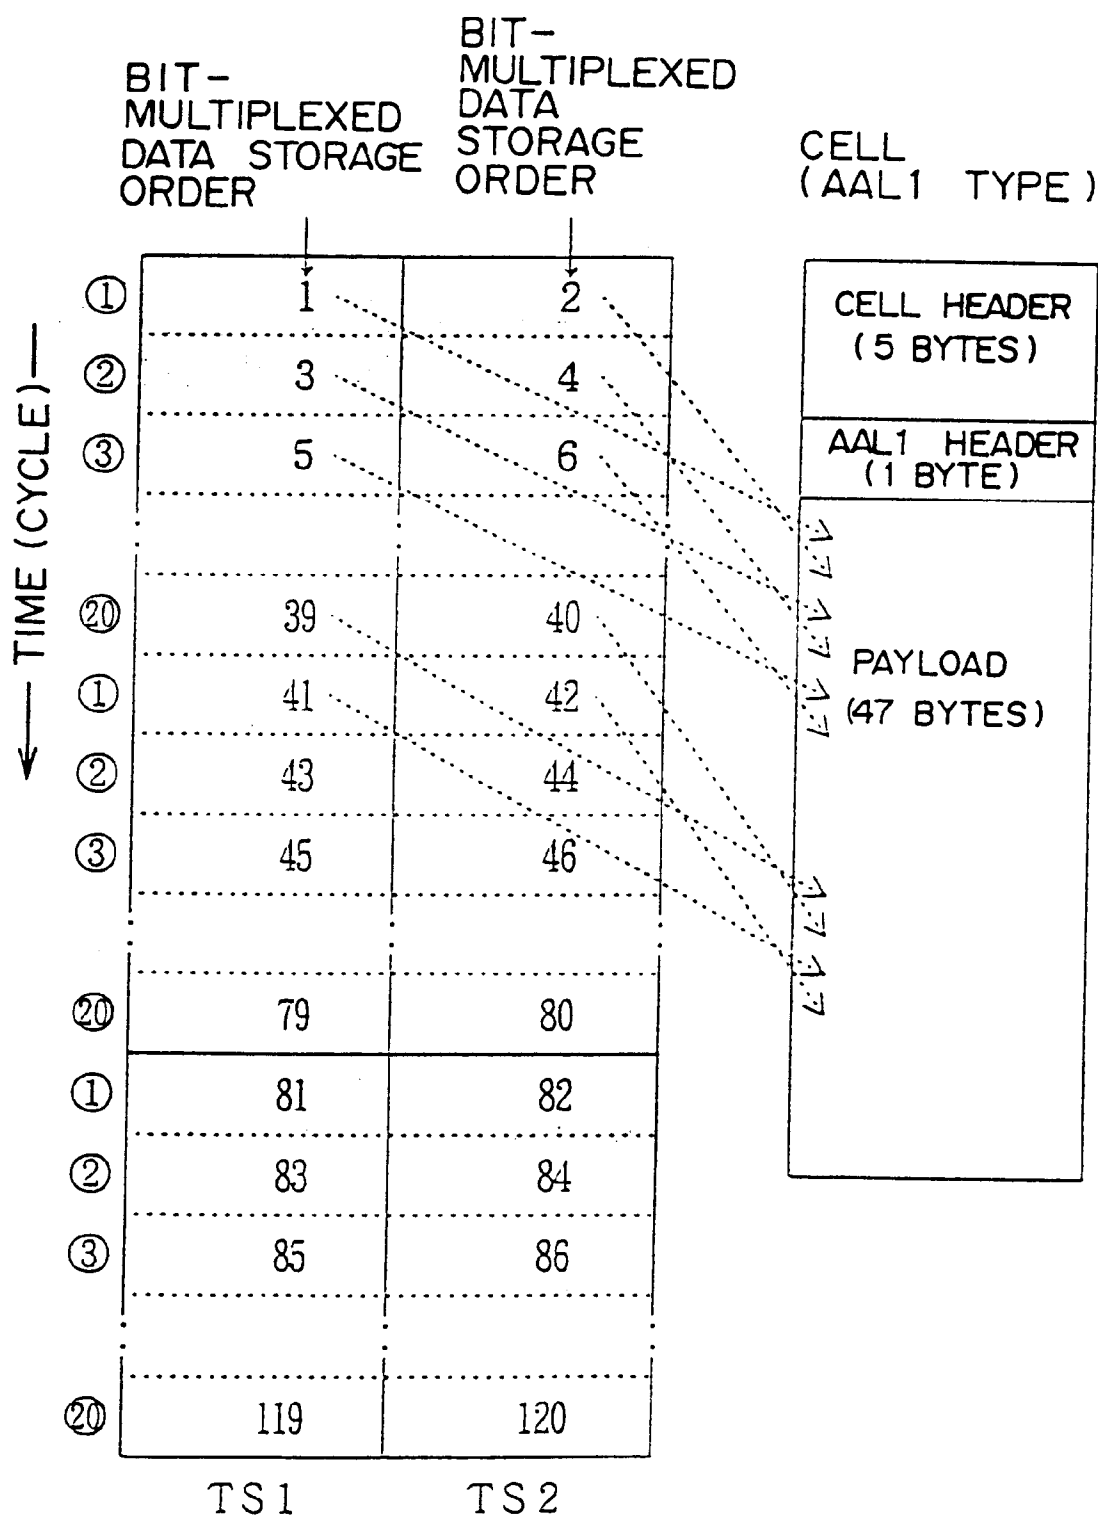 BIT-
MULTIPLEXED
DATA STORAGE
ORDER
BIT-
MULTIPLEXED
DATA
STORAGE
ORDER
CELL
(AAL1 TYPE)
① 1 2
② 3 4
③ 5 6
⑳ 39 40
① 41 42
② 43 44
③ 45 46
⑳ 79 80
① 81 82
② 83 84
③ 85 86
⑳ 119 120
TS1 TS2
TIME (CYCLE)
CELL HEADER
(5 BYTES)
AAL1 HEADER
(1 BYTE)
PAYLOAD
(47 BYTES)